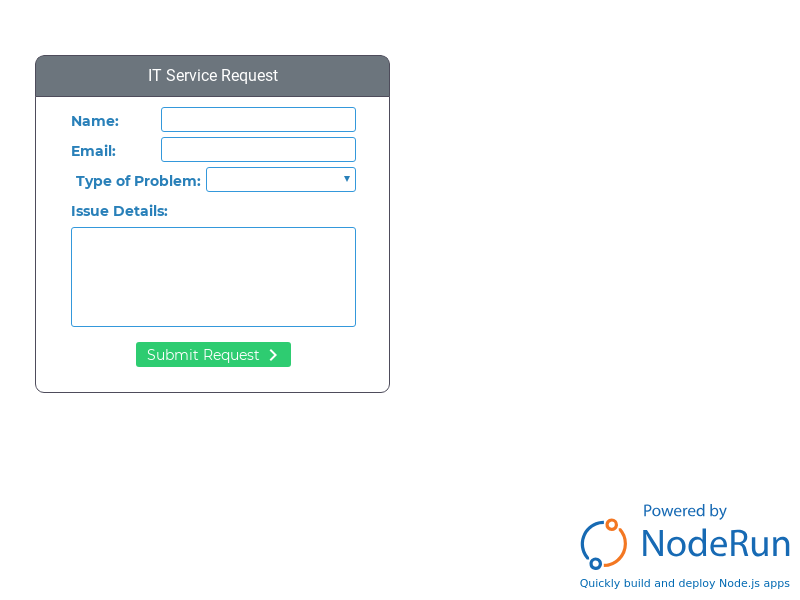 IT Service Request
Name:
Email:
Type of Problem:
Issue Details:
Submit Request
Powered by
NodeRun
Quickly build and deploy Node.js apps